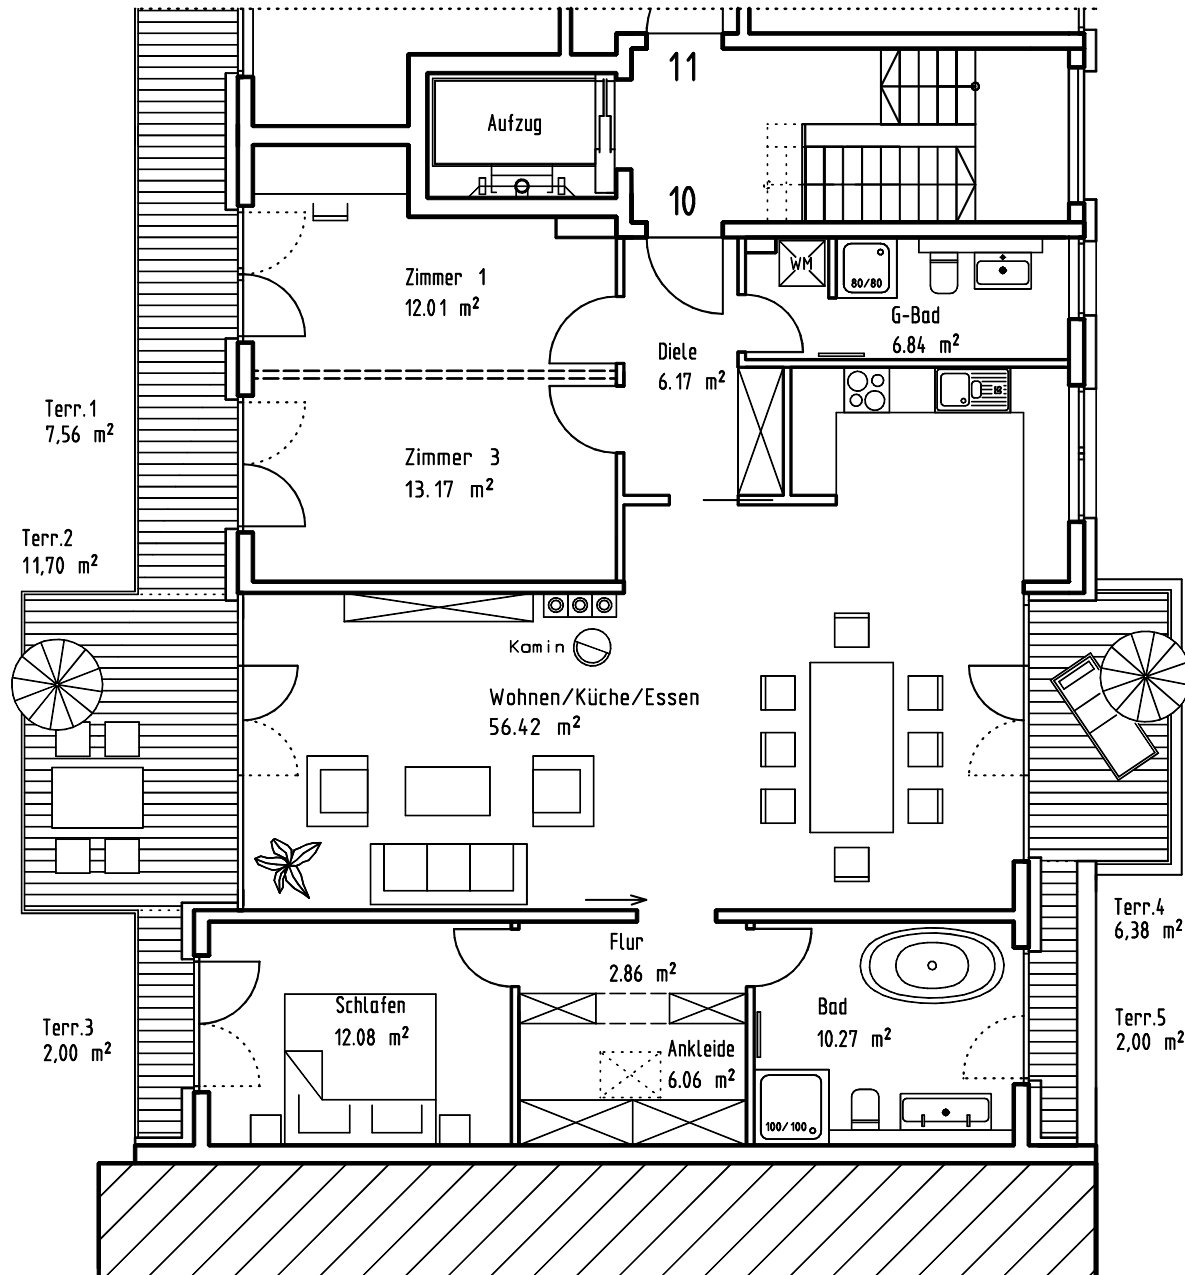 11
Aufzug
10
WM
80/80
Zimmer 1
12.01 m²
G-Bad
6.84 m²
Diele
6.17 m²
Terr.1
7,56 m²
Zimmer 3
13.17 m²
Terr.2
11,70 m²
Kamin
Wohnen/Küche/Essen
56.42 m²
Terr.4
6,38 m²
Flur
2.86 m²
Schlafen
12.08 m²
Bad
10.27 m²
Terr.3
2,00 m²
Terr.5
2,00 m²
Ankleide
6.06 m²
100/100